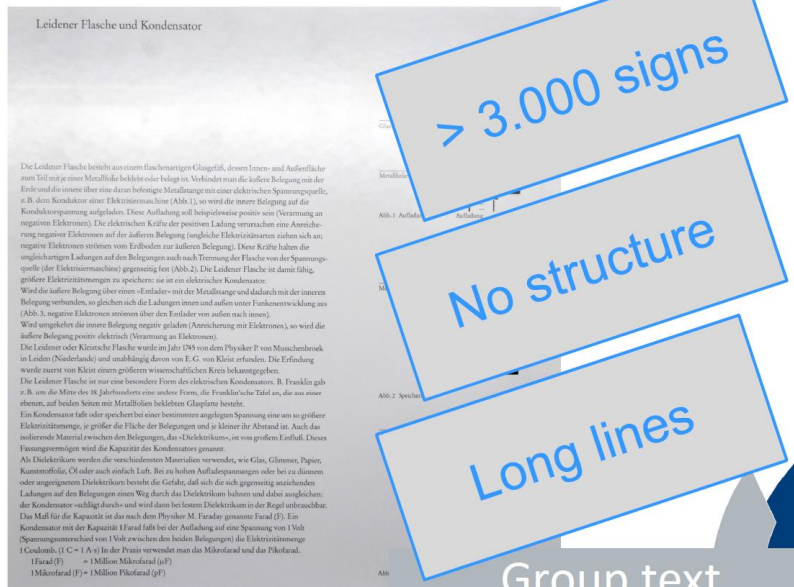 Leidener Flasche und Kondensator
Die Leidener Flasche besteht aus einem flaschenartigen Glasgefäß, dessen Innen- und Außenfläche
zum Teil mit je einer Metallfolie beklebt oder belegt ist. Verbindet man die äußere Belegung mit der
Erde und die innere über eine daran befestigte Metallstange mit einer elektrischen Spannungsquelle,
z. B. dem Konduktor einer Elektrisiermaschine (Abb. 1), so wird die innere Belegung auf die
Konduktorspannung aufgeladen. Diese Aufladung soll beispielsweise positiv sein (Verarmung an
negativen Elektronen). Die elektrischen Kräfte der positiven Ladung verursachen eine Anreiche-
rung negativer Elektronen auf der äußeren Belegung (ungleiche Elektrizitätsarten ziehen sich an;
negative Elektronen strömen vom Erdboden zur äußeren Belegung). Diese Kräfte halten die
ungleichartigen Ladungen auf den Belegungen auch nach Trennung der Flasche von der Spannungs-
quelle (der Elektrisiermaschine) gegenseitig fest (Abb. 2). Die Leidener Flasche ist damit fähig,
größere Elektrizitätsmengen zu speichern: sie ist ein elektrischer Kondensator.
Wird die äußere Belegung über einen »Entlader« mit der Metallstange und dadurch mit der inneren
Belegung verbunden, so gleichen sich die Ladungen innen und außen unter Funkenentwicklung aus
(Abb. 3, negative Elektronen strömen über den Entlader von außen nach innen).
Wird umgekehrt die innere Belegung negativ geladen (Anreicherung mit Elektronen), so wird die
äußere Belegung positiv elektrisch (Verarmung an Elektronen).
Die Leidener oder Kleistsche Flasche wurde im Jahr 1745 von dem Physiker P. von Musschenbroek
in Leiden (Niederlande) und unabhängig davon von E. G. von Kleist erfunden. Die Erfindung
wurde zuerst von Kleist einem größeren wissenschaftlichen Kreis bekanntgegeben.
Die Leidener Flasche ist nur eine besondere Form des elektrischen Kondensators. B. Franklin gab
z. B. um die Mitte des 18. Jahrhunderts eine andere Form, die Franklin'sche Tafel an, die aus einer
ebenen, auf beiden Seiten mit Metallfolien beklebten Glasplatte besteht.
Ein Kondensator faßt oder speichert bei einer bestimmten angelegten Spannung eine um so größere
Elektrizitätsmenge, je größer die Fläche der Belegungen und je kleiner ihr Abstand ist. Auch das
isolierende Material zwischen den Belegungen, das »Dielektrikum«, ist von großem Einfluß. Dieses
Fassungsvermögen wird die Kapazität des Kondensators genannt.
Als Dielektrikum werden die verschiedensten Materialien verwendet, wie Glas, Glimmer, Papier,
Kunststoffolie, Öl oder auch einfach Luft. Bei zu hohen Aufladespannungen oder bei zu dünnem
oder ungeeignetem Dielektrikum besteht die Gefahr, daß sich die sich gegenseitig anziehenden
Ladungen auf den Belegungen einen Weg durch das Dielektrikum bahnen und dabei ausgleichen:
der Kondensator »schlägt durch« und wird dann bei festem Dielektrikum in der Regel unbrauchbar.
Das Maß für die Kapazität ist das nach dem Physiker M. Faraday genannte Farad (F). Ein
Kondensator mit der Kapazität 1 Farad faßt bei der Aufladung auf eine Spannung von 1 Volt
(Spannungsunterschied von 1 Volt zwischen den beiden Belegungen) die Elektrizitätsmenge
1 Coulomb. (1 C = 1 A·s) In der Praxis verwendet man das Mikrofarad und das Pikofarad.
1 Farad (F) = 1 Million Mikrofarad (µF)
1 Mikrofarad (F) = 1 Million Pikofarad (pF)
Abb. 1 Aufladung
Abb. 2
> 3.000 signs
No structure
Long lines
Group text